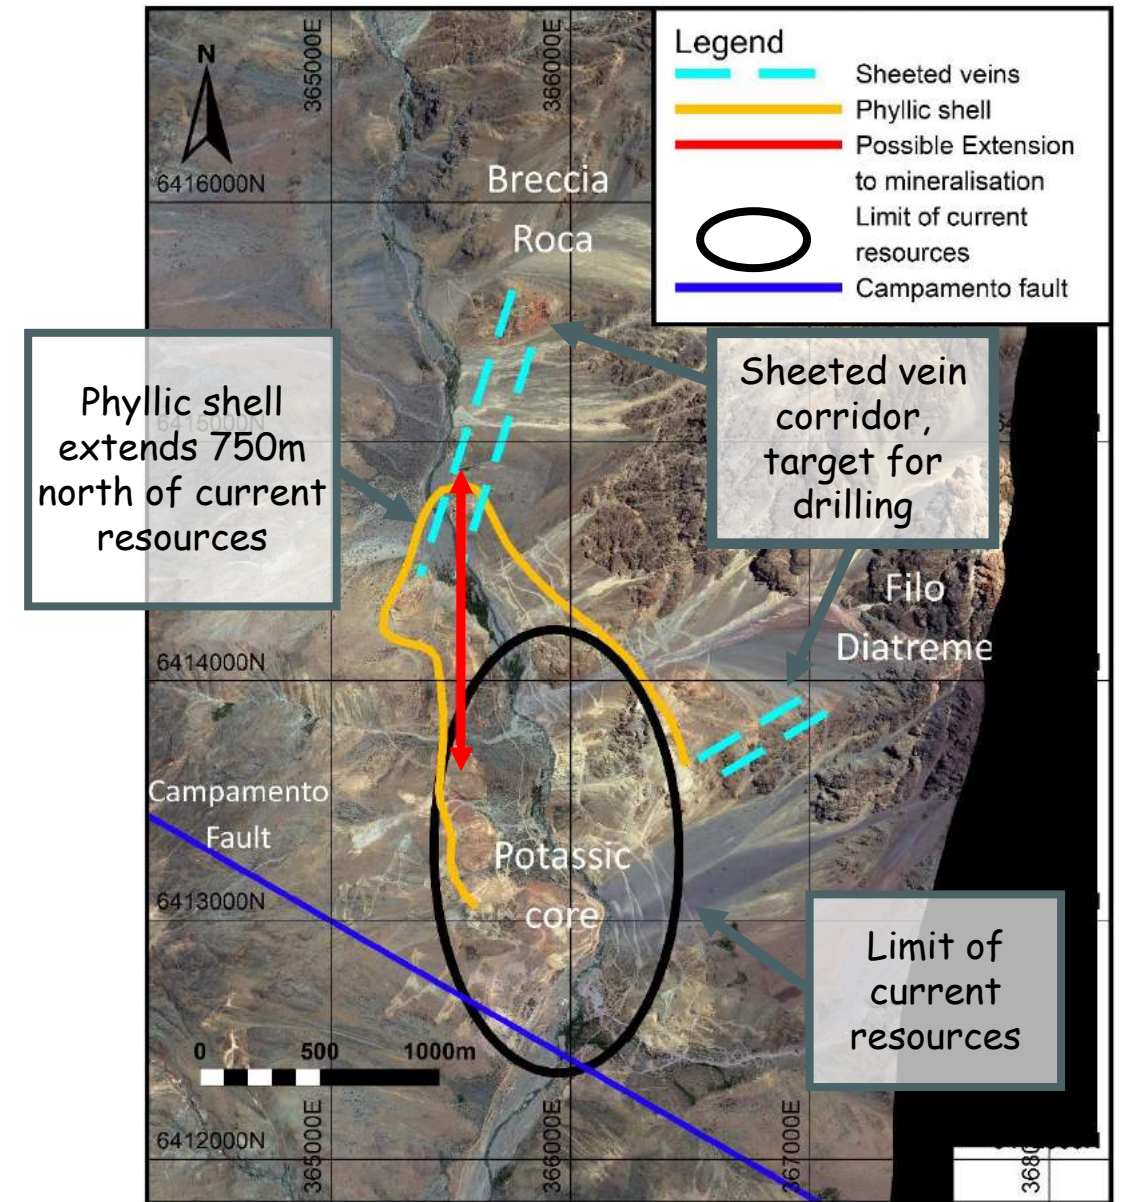 N
365000E
366000E
6416000N
Breccia
Roca
Legend
Sheeted veins
Phyllic shell
Possible Extension
to mineralisation
Limit of current
resources
Campamento fault
Phyllic shell
extends 750m
north of current
resources
6415000N
Sheeted vein
corridor,
target for
drilling
Filo
Diatreme
6414000N
Campamento
Fault
Potassic
core
6413000N
Limit of
current
resources
0 500 1000m
6412000N
365000E
366000E
367000E